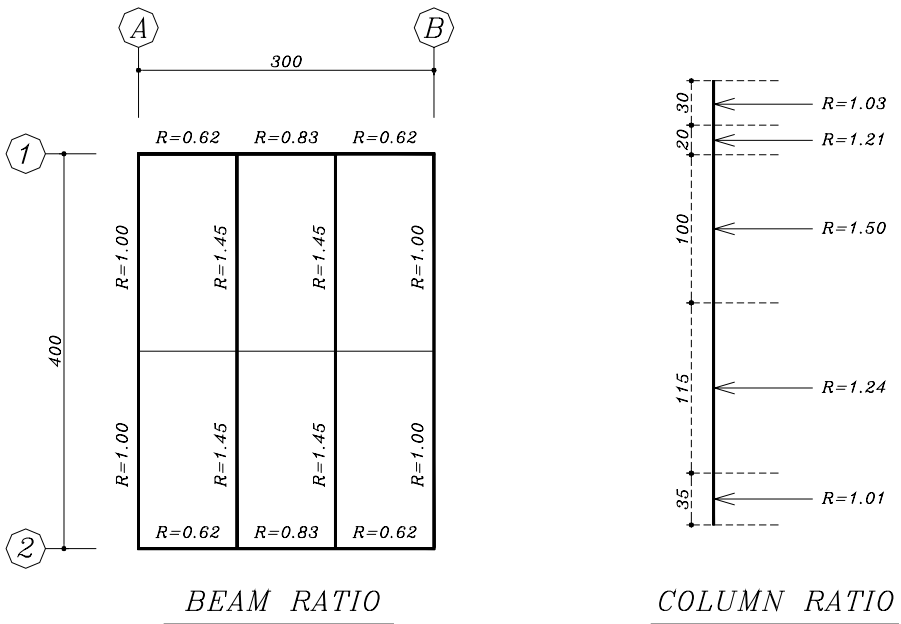 A B
300
R=0.62 R=0.83 R=0.62
1
R=1.00 R=1.45 R=1.45 R=1.00
400
R=1.00 R=1.45 R=1.45 R=1.00
R=0.62 R=0.83 R=0.62
2
BEAM RATIO
30 R=1.03
20 R=1.21
100 R=1.50
115 R=1.24
35 R=1.01
COLUMN RATIO